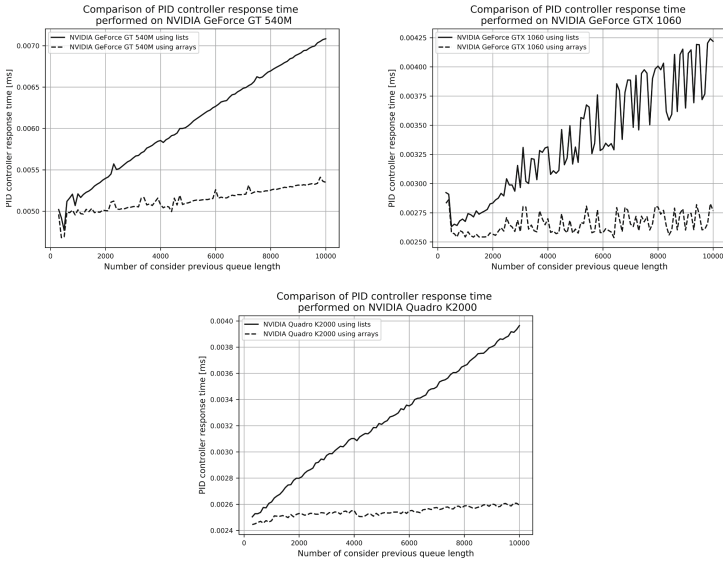 Comparison of PID controller response time
performed on NVIDIA GeForce GT 540M
NVIDIA GeForce GT 540M using lists
NVIDIA GeForce GT 540M using arrays
PID controller response time [ms]
0.0070
0.0065
0.0060
0.0055
0.0050
0 2000 4000 6000 8000 10000
Number of consider previous queue length
Comparison of PID controller response time
performed on NVIDIA GeForce GTX 1060
NVIDIA GeForce GTX 1060 using lists
NVIDIA GeForce GTX 1060 using arrays
PID controller response time [ms]
0.00425
0.00400
0.00375
0.00350
0.00325
0.00300
0.00275
0.00250
0 2000 4000 6000 8000 10000
Number of consider previous queue length
Comparison of PID controller response time
performed on NVIDIA Quadro K2000
NVIDIA Quadro K2000 using lists
NVIDIA Quadro K2000 using arrays
PID controller response time [ms]
0.0040
0.0038
0.0036
0.0034
0.0032
0.0030
0.0028
0.0026
0.0024
0 2000 4000 6000 8000 10000
Number of consider previous queue length